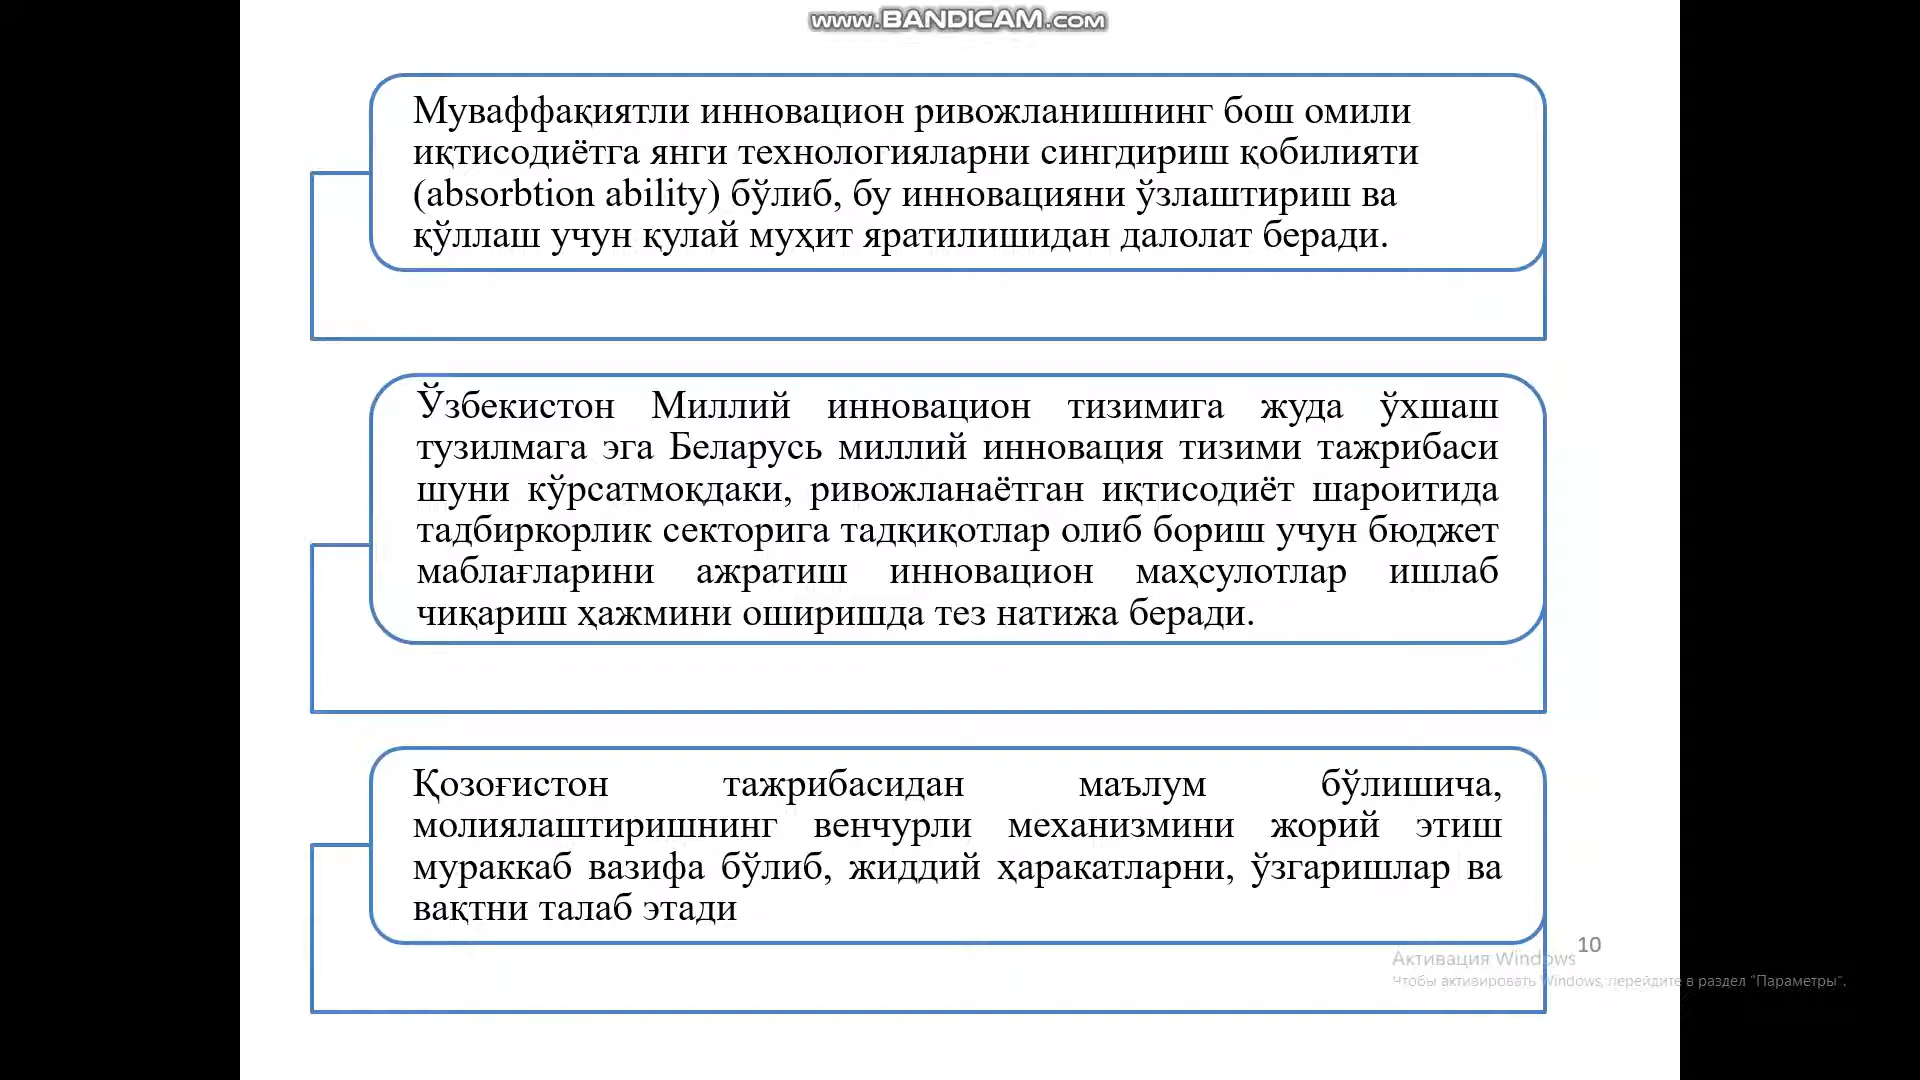 www.BANDICAM.com
Муваффақиятли инновацион ривожланишнинг бош омили
иқтисодиётга янги технологияларни сингдириш қобилияти
(absorbtion ability) бўлиб, бу инновацияни ўзлаштириш ва
қўллаш учун қулай муҳит яратилишидан далолат беради.
Ўзбекистон Миллий инновацион тизимига жуда ўхшаш
тузилмага эга Беларусь миллий инновация тизими тажрибаси
шуни кўрсатмоқдаки, ривожланаётган иқтисодиёт шароитида
тадбиркорлик секторига тадқиқотлар олиб бориш учун бюджет
маблағларини ажратиш инновацион маҳсулотлар ишлаб
чиқариш ҳажмини оширишда тез натижа беради.
Қозоғистон тажрибасидан маълум бўлишича,
молиялаштиришнинг венчурли механизмини жорий этиш
мураккаб вазифа бўлиб, жиддий ҳаракатларни, ўзгаришлар ва
вақтни талаб этади
10
Активация Windows
Чтобы активировать Windows, перейдите в раздел "Параметры".